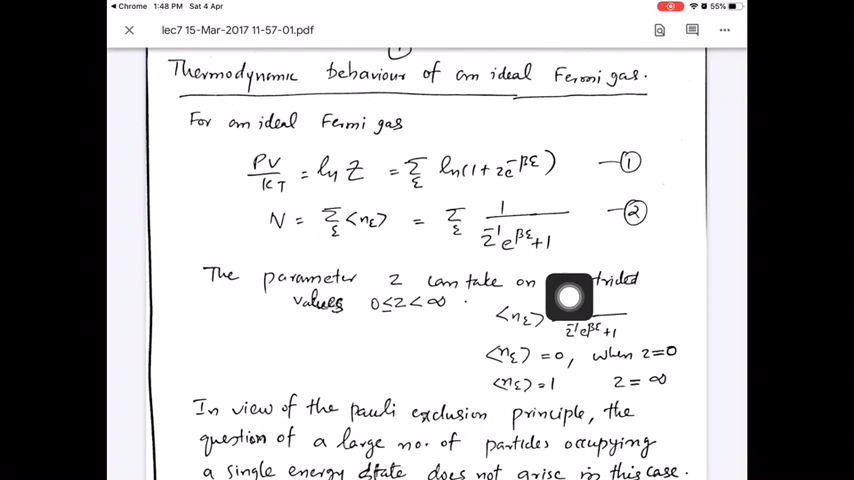 Chrome 1:48 PM Sat 4 Apr 55%
lec7 15-Mar-2017 11-57-01.pdf
Thermodynamic behaviour of an ideal Fermi gas.
For an ideal Fermi gas
PV/KT = ln Z = Σ_ε ln(1+ze^-βε) —①
N = Σ_ε <n_ε> = Σ_ε 1/(z^-1 e^βε+1) —②
The parameter z can take on tricted
values 0≤z<∞ .
<n_ε> z^-1 e^βε+1
<n_ε> =0, when z=0
<n_ε> =1 z=∞
In view of the pauli exclusion principle, the
question of a large no. of particles occupying
a single energy state does not arise in this case.